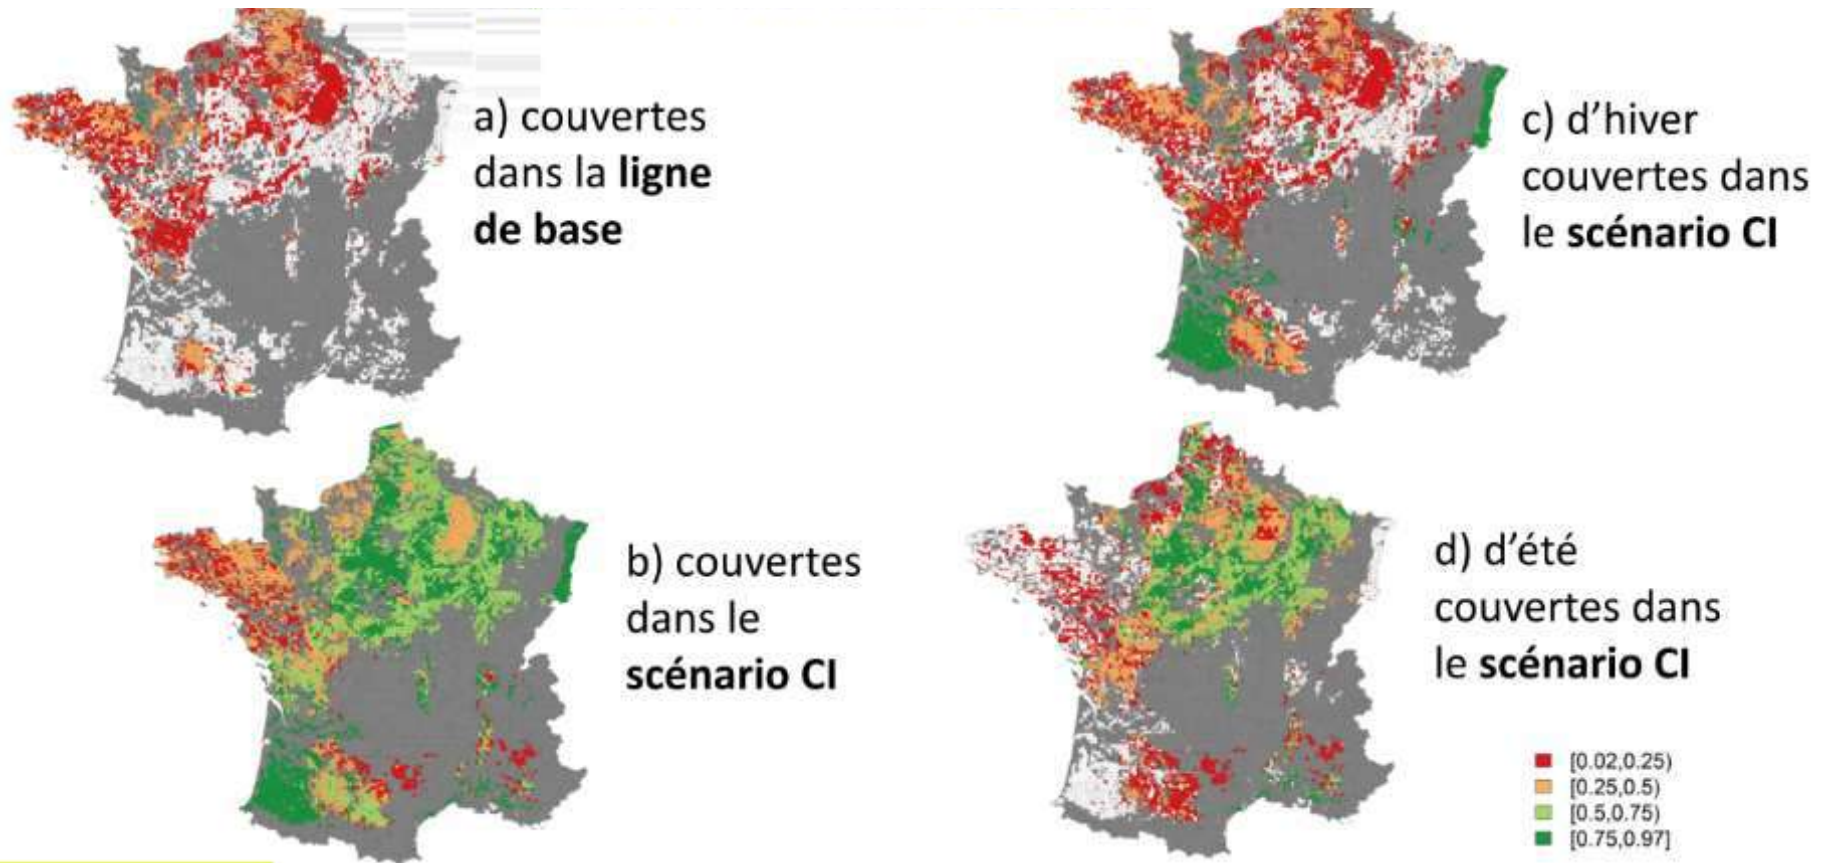 a) couvertes
dans la ligne
de base
c) d'hiver
couvertes dans
le scénario CI
b) couvertes
dans le
scénario CI
d) d'été
couvertes dans
le scénario CI
[0.02,0.25)
[0.25,0.5)
[0.5,0.75)
[0.75,0.97]